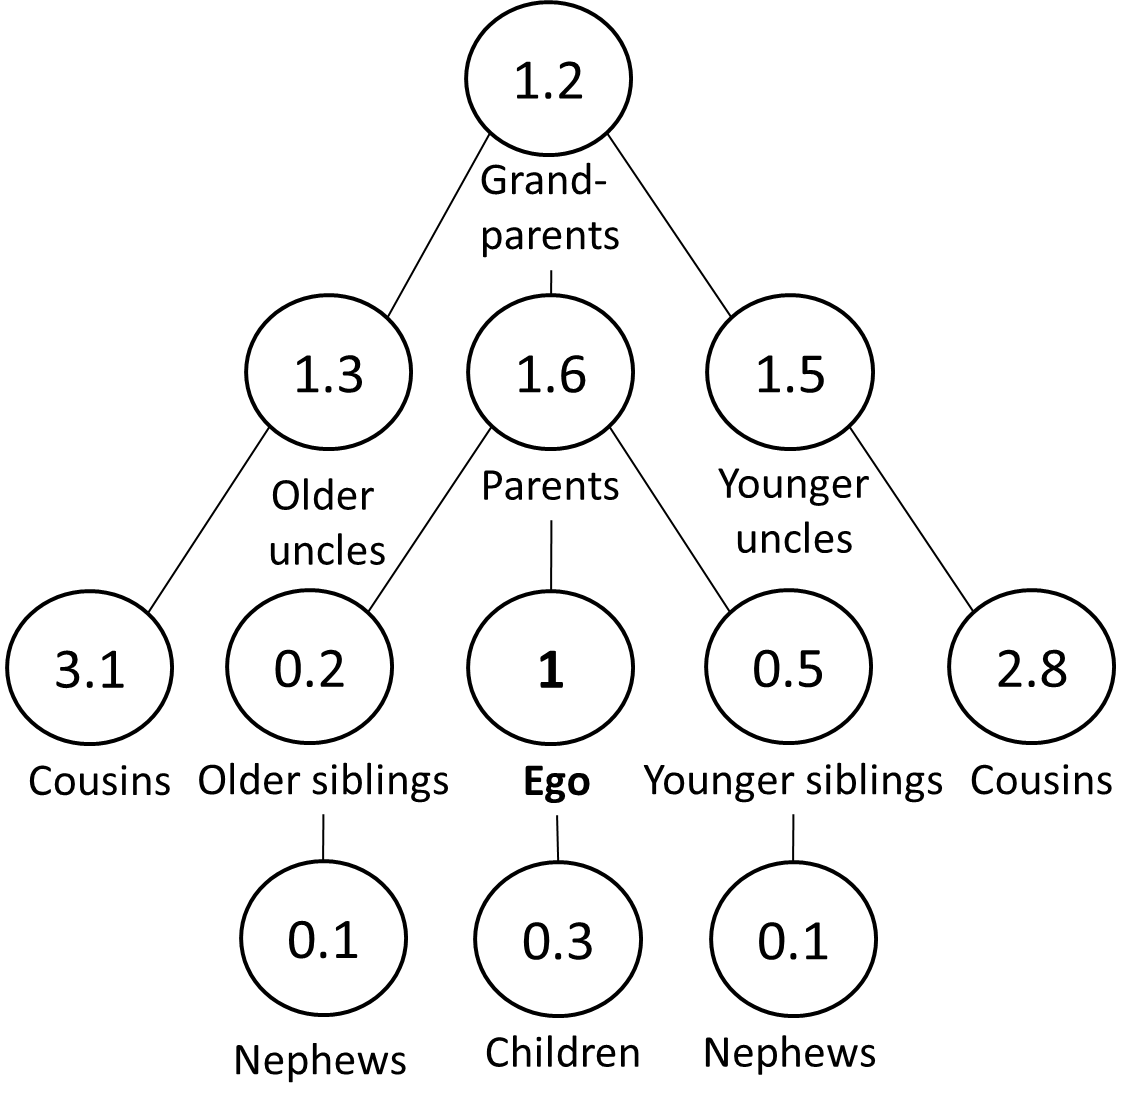 1.2
Grand-
parents
1.3
1.6
1.5
Older
uncles
Parents
Younger
uncles
3.1
0.2
1
0.5
2.8
Cousins
Older siblings
Ego
Younger siblings
Cousins
0.1
0.3
0.1
Nephews
Children
Nephews